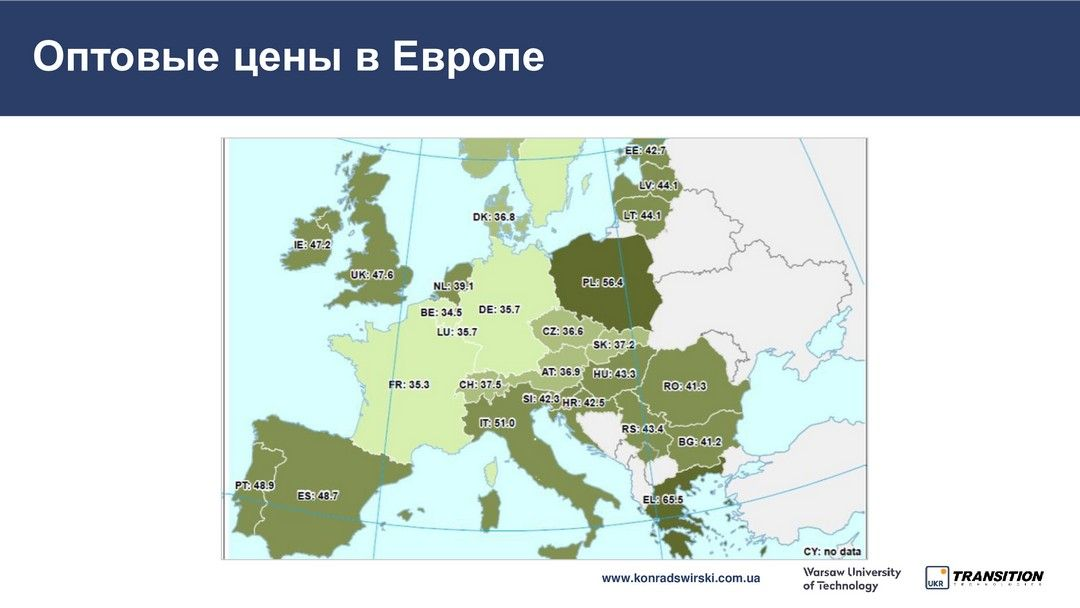 Оптовые цены в Европе
EE: 42.7
LV: 44.1
LT: 44.1
DK: 36.8
IE: 47.2
UK: 47.6
NL: 39.1
PL: 56.4
BE: 34.5
DE: 35.7
LU: 35.7
CZ: 36.6
SK: 37.2
AT: 36.9
HU: 43.3
FR: 35.3
CH: 37.5
RO: 41.3
SI: 42.3
HR: 42.5
IT: 51.0
RS: 43.4
BG: 41.2
PT: 48.9
ES: 48.7
EL: 65.5
CY: no data
www.konradswirski.com.ua
Warsaw University
of Technology
UKR
TRANSITION